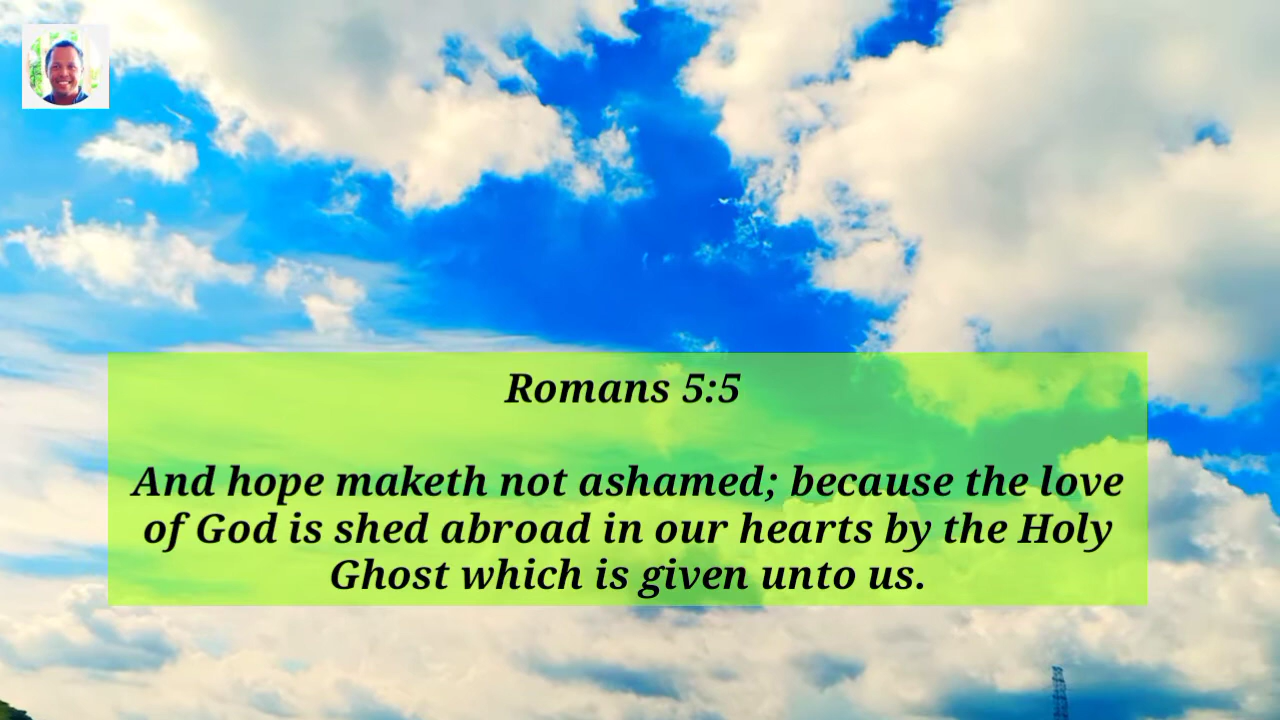 Romans 5:5
And hope maketh not ashamed; because the love
of God is shed abroad in our hearts by the Holy
Ghost which is given unto us.